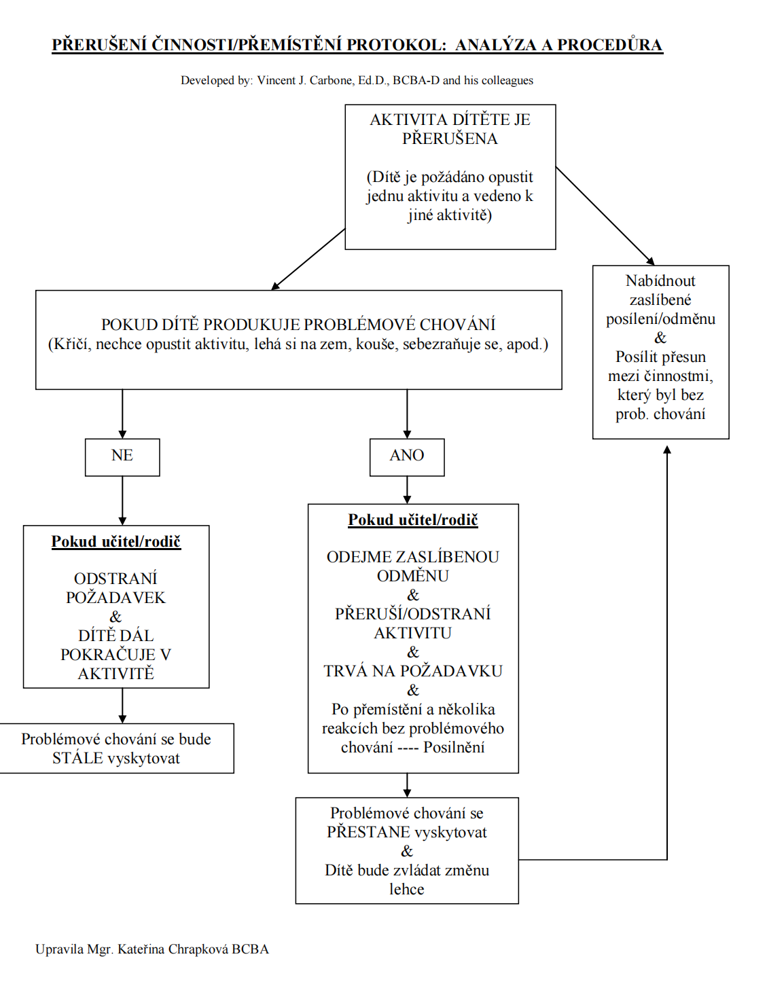 PŘERUŠENÍ ČINNOSTI/PŘEMÍSTĚNÍ PROTOKOL:  ANALÝZA A PROCEDŮRA
Developed by: Vincent J. Carbone, Ed.D., BCBA-D and his colleagues
AKTIVITA DÍTĚTE JE
PŘERUŠENA
(Dítě je požádáno opustit
jednu aktivitu a vedeno k
jiné aktivitě)
Nabídnout
zaslíbené
posílení/odměnu
&
Posílit přesun
mezi činnostmi,
který byl bez
prob. chování
POKUD DÍTĚ PRODUKUJE PROBLÉMOVÉ CHOVÁNÍ
(Křičí, nechce opustit aktivitu, lehá si na zem, kouše, sebezraňuje se, apod.)
NE
ANO
Pokud učitel/rodič
ODSTRANÍ
POŽADAVEK
&
DÍTĚ DÁL
POKRAČUJE V
AKTIVITĚ
Problémové chování se bude
STÁLE vyskytovat
Pokud učitel/rodič
ODEJME ZASLÍBENOU
ODMĚNU
&
PŘERUŠÍ/ODSTRANÍ
AKTIVITU
&
TRVÁ NA POŽADAVKU
&
Po přemístění a několika
reakcích bez problémového
chování ---- Posilnění
Problémové chování se
PŘESTANE vyskytovat
&
Dítě bude zvládat změnu
lehce
Upravila Mgr. Kateřina Chrapková BCBA